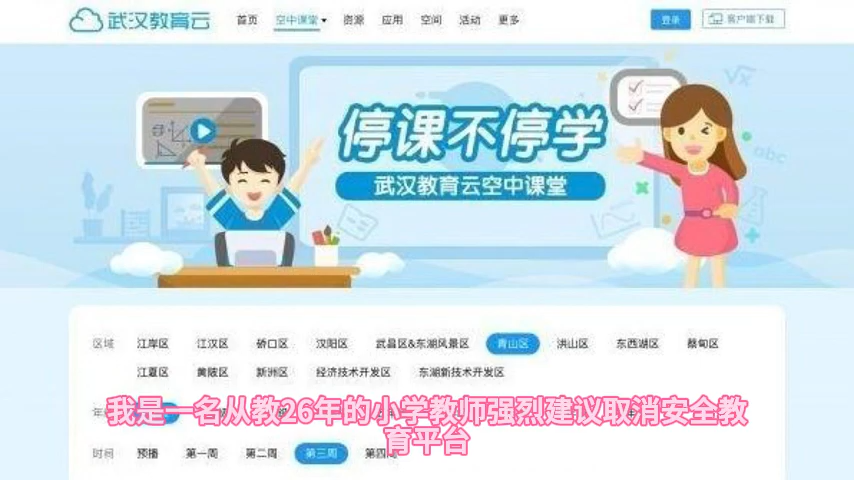 武汉教育云 首页 空中课堂 资源 应用 空间 活动 更多 登录 客户端下载
停课不停学
武汉教育云空中课堂
abc
区域 江岸区 江汉区 硚口区 汉阳区 武昌区&东湖风景区 青山区 洪山区 东西湖区 蔡甸区
江夏区 黄陂区 新洲区 经济技术开发区 东湖新技术开发区
我是一名从教26年的小学教师强烈建议取消安全教
育平台
时间 预播 第一周 第二周 第三周 第四周